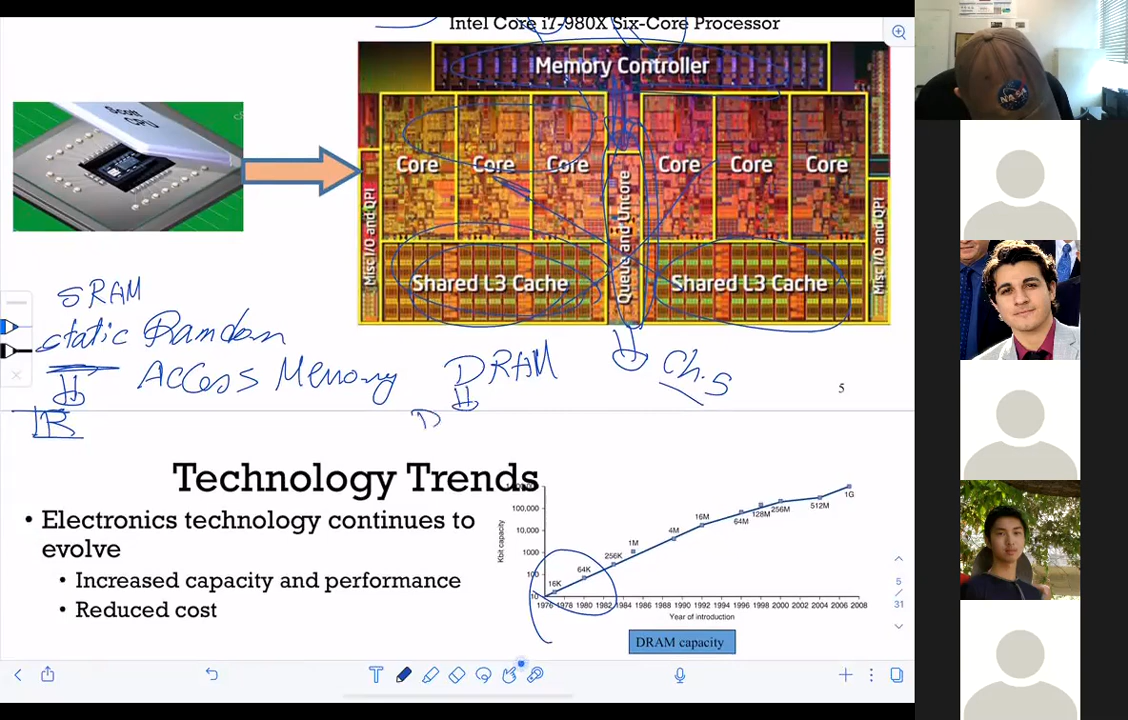 Intel Core i7-980X Six-Core Processor
Memory Controller
Core Core Core Core Core Core
Misc I/O and QPI
Queue and Uncore
Misc I/O and QPI
Shared L3 Cache
Shared L3 Cache
SRAM
static Random
Access Memory
DRAM
Ch.5
D
5
NASA
Technology Trends
• Electronics technology continues to
evolve
• Increased capacity and performance
• Reduced cost
Kbit capacity
100,000
10,000
1000
100
10
16K
64K
256K
1M
4M
16M
64M
128M
256M
512M
1G
1976 1978 1980 1982 1984 1986 1988 1990 1992 1994 1996 1998 2000 2002 2004 2006 2008
Year of introduction
DRAM capacity
5
/
31
T